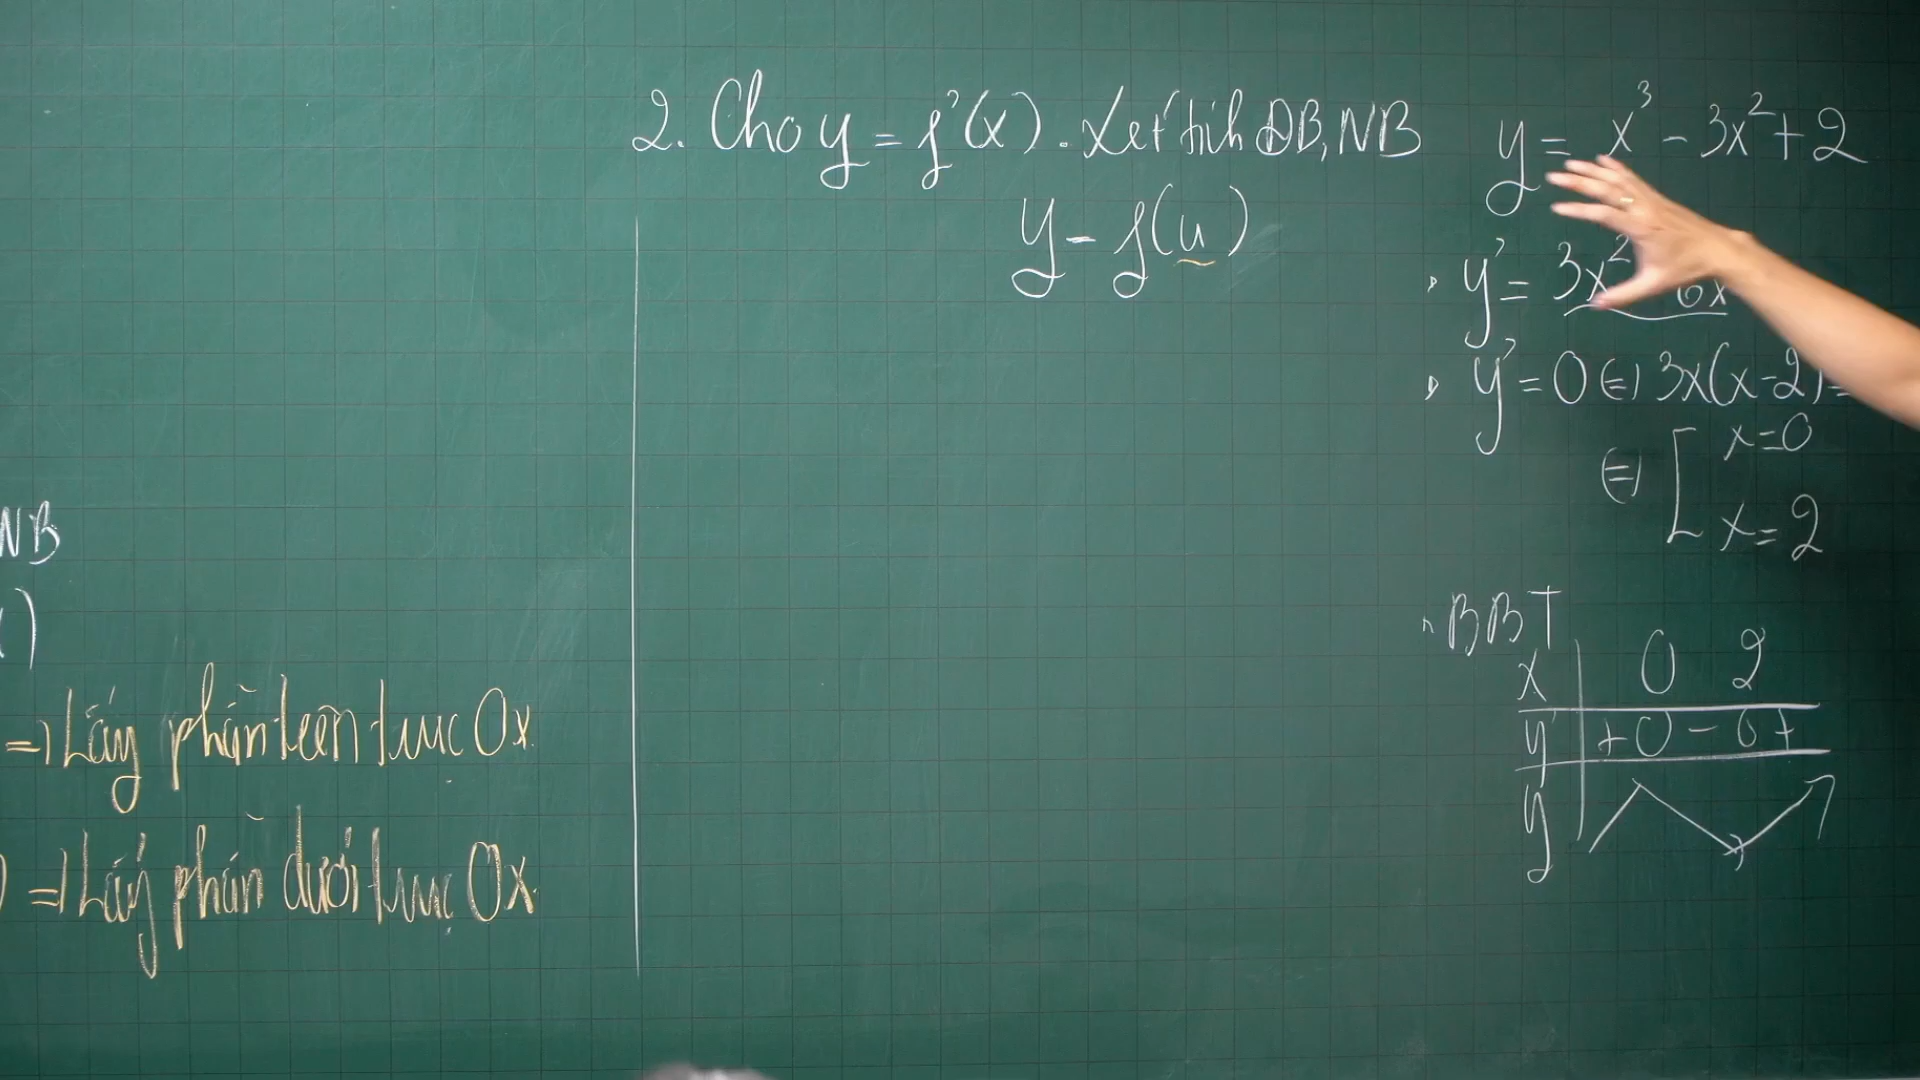 NB
)
=) Lấy phần trên trục Ox.
) =) Lấy phần dưới trục Ox.
2. Cho y = f'(x). Xét tính ĐB, NB
y = f(u)
y = x³ - 3x² + 2
y' = 3x² 6x
y' = 0 (=) 3x(x-2) =
(=) [ x=0
x=2
BBT
x | 0 2
y' | + 0 - 0 +
y